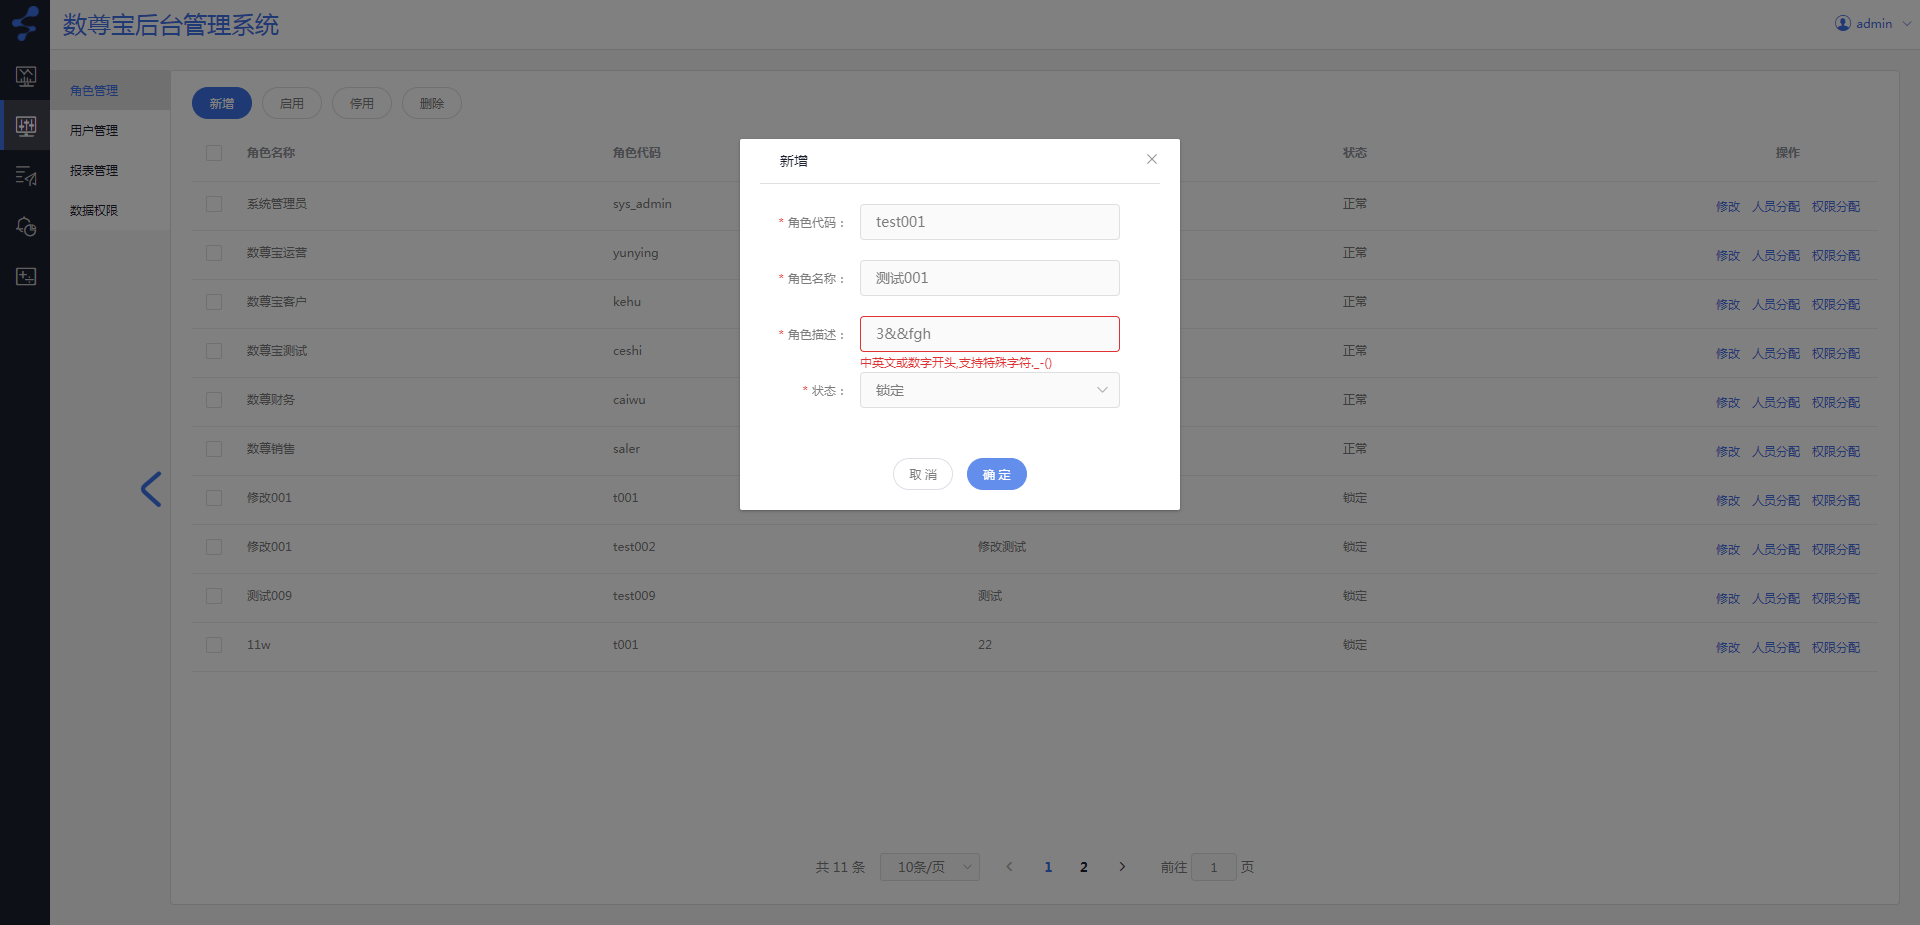 数尊宝后台管理系统
admin
角色管理
用户管理
报表管理
数据权限
新增 启用 停用 删除
角色名称 角色代码 状态 操作
系统管理员 sys_admin 正常 修改 人员分配 权限分配
数尊宝运营 yunying 正常 修改 人员分配 权限分配
数尊宝客户 kehu 正常 修改 人员分配 权限分配
数尊宝测试 ceshi 正常 修改 人员分配 权限分配
数尊财务 caiwu 正常 修改 人员分配 权限分配
数尊销售 saler 正常 修改 人员分配 权限分配
修改001 t001 锁定 修改 人员分配 权限分配
修改001 test002 修改测试 锁定 修改 人员分配 权限分配
测试009 test009 测试 锁定 修改 人员分配 权限分配
11w t001 22 锁定 修改 人员分配 权限分配
共 11 条 10条/页 1 2 前往 1 页
新增
* 角色代码： test001
* 角色名称： 测试001
* 角色描述： 3&&fgh
中英文或数字开头,支持特殊字符._-()
* 状态： 锁定
取消 确定